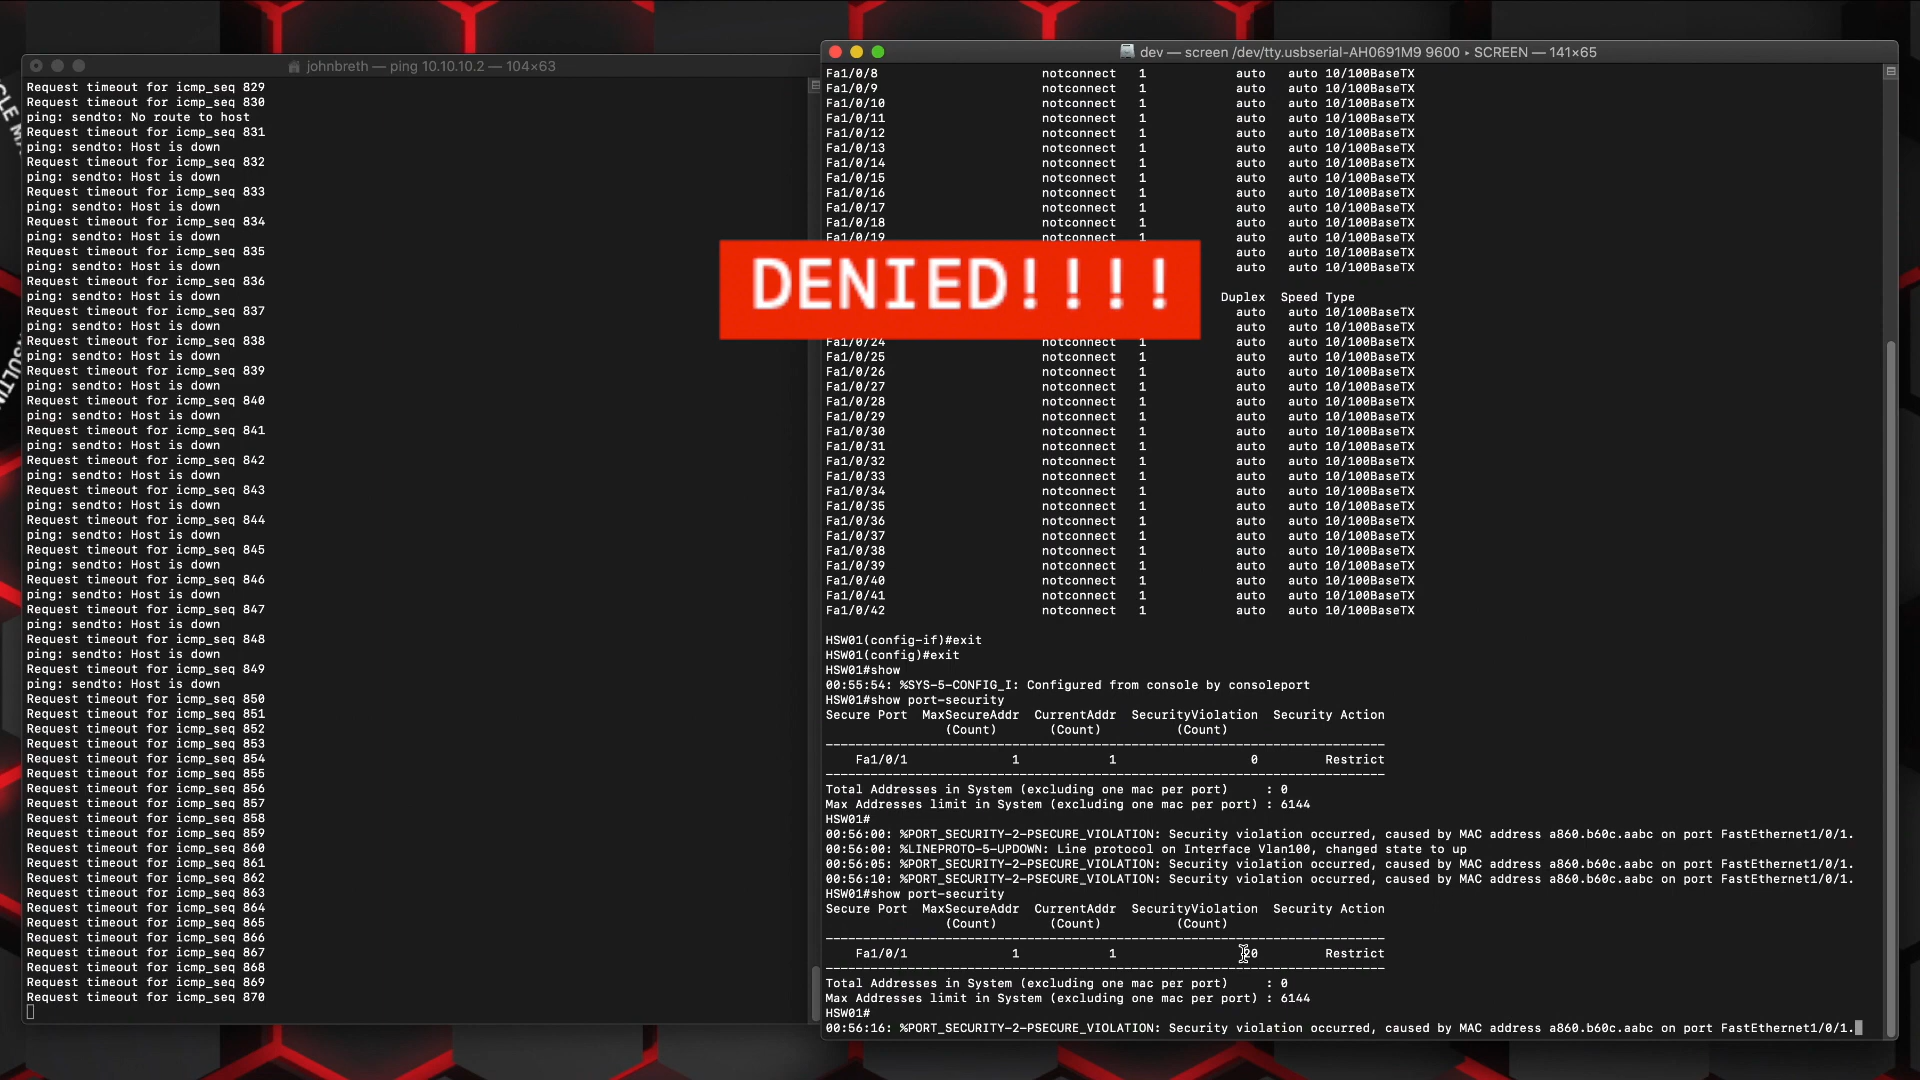 johnbreth — ping 10.10.10.2 — 104×63
Request timeout for icmp_seq 829
Request timeout for icmp_seq 830
ping: sendto: No route to host
Request timeout for icmp_seq 831
ping: sendto: Host is down
Request timeout for icmp_seq 832
ping: sendto: Host is down
Request timeout for icmp_seq 833
ping: sendto: Host is down
Request timeout for icmp_seq 834
ping: sendto: Host is down
Request timeout for icmp_seq 835
ping: sendto: Host is down
Request timeout for icmp_seq 836
ping: sendto: Host is down
Request timeout for icmp_seq 837
ping: sendto: Host is down
Request timeout for icmp_seq 838
ping: sendto: Host is down
Request timeout for icmp_seq 839
ping: sendto: Host is down
Request timeout for icmp_seq 840
ping: sendto: Host is down
Request timeout for icmp_seq 841
ping: sendto: Host is down
Request timeout for icmp_seq 842
ping: sendto: Host is down
Request timeout for icmp_seq 843
ping: sendto: Host is down
Request timeout for icmp_seq 844
ping: sendto: Host is down
Request timeout for icmp_seq 845
ping: sendto: Host is down
Request timeout for icmp_seq 846
ping: sendto: Host is down
Request timeout for icmp_seq 847
ping: sendto: Host is down
Request timeout for icmp_seq 848
ping: sendto: Host is down
Request timeout for icmp_seq 849
ping: sendto: Host is down
Request timeout for icmp_seq 850
Request timeout for icmp_seq 851
Request timeout for icmp_seq 852
Request timeout for icmp_seq 853
Request timeout for icmp_seq 854
Request timeout for icmp_seq 855
Request timeout for icmp_seq 856
Request timeout for icmp_seq 857
Request timeout for icmp_seq 858
Request timeout for icmp_seq 859
Request timeout for icmp_seq 860
Request timeout for icmp_seq 861
Request timeout for icmp_seq 862
Request timeout for icmp_seq 863
Request timeout for icmp_seq 864
Request timeout for icmp_seq 865
Request timeout for icmp_seq 866
Request timeout for icmp_seq 867
Request timeout for icmp_seq 868
Request timeout for icmp_seq 869
Request timeout for icmp_seq 870
DENIED!!!!
dev — screen /dev/tty.usbserial-AH0691M9 9600 ▸ SCREEN — 141×65
Fa1/0/8 notconnect 1 auto auto 10/100BaseTX
Fa1/0/9 notconnect 1 auto auto 10/100BaseTX
Fa1/0/10 notconnect 1 auto auto 10/100BaseTX
Fa1/0/11 notconnect 1 auto auto 10/100BaseTX
Fa1/0/12 notconnect 1 auto auto 10/100BaseTX
Fa1/0/13 notconnect 1 auto auto 10/100BaseTX
Fa1/0/14 notconnect 1 auto auto 10/100BaseTX
Fa1/0/15 notconnect 1 auto auto 10/100BaseTX
Fa1/0/16 notconnect 1 auto auto 10/100BaseTX
Fa1/0/17 notconnect 1 auto auto 10/100BaseTX
Fa1/0/18 notconnect 1 auto auto 10/100BaseTX
Fa1/0/19 notconnect 1 auto auto 10/100BaseTX
auto 10/100BaseTX
auto 10/100BaseTX
Duplex Speed Type
auto auto 10/100BaseTX
auto auto 10/100BaseTX
Fa1/0/24 notconnect 1 auto auto 10/100BaseTX
Fa1/0/25 notconnect 1 auto auto 10/100BaseTX
Fa1/0/26 notconnect 1 auto auto 10/100BaseTX
Fa1/0/27 notconnect 1 auto auto 10/100BaseTX
Fa1/0/28 notconnect 1 auto auto 10/100BaseTX
Fa1/0/29 notconnect 1 auto auto 10/100BaseTX
Fa1/0/30 notconnect 1 auto auto 10/100BaseTX
Fa1/0/31 notconnect 1 auto auto 10/100BaseTX
Fa1/0/32 notconnect 1 auto auto 10/100BaseTX
Fa1/0/33 notconnect 1 auto auto 10/100BaseTX
Fa1/0/34 notconnect 1 auto auto 10/100BaseTX
Fa1/0/35 notconnect 1 auto auto 10/100BaseTX
Fa1/0/36 notconnect 1 auto auto 10/100BaseTX
Fa1/0/37 notconnect 1 auto auto 10/100BaseTX
Fa1/0/38 notconnect 1 auto auto 10/100BaseTX
Fa1/0/39 notconnect 1 auto auto 10/100BaseTX
Fa1/0/40 notconnect 1 auto auto 10/100BaseTX
Fa1/0/41 notconnect 1 auto auto 10/100BaseTX
Fa1/0/42 notconnect 1 auto auto 10/100BaseTX
HSW01(config-if)#exit
HSW01(config)#exit
HSW01#show
00:55:54: %SYS-5-CONFIG_I: Configured from console by consoleport
HSW01#show port-security
Secure Port MaxSecureAddr CurrentAddr SecurityViolation Security Action
(Count) (Count) (Count)
---------------------------------------------------------------------------
Fa1/0/1 1 1 0 Restrict
---------------------------------------------------------------------------
Total Addresses in System (excluding one mac per port) : 0
Max Addresses limit in System (excluding one mac per port) : 6144
HSW01#
00:56:00: %PORT_SECURITY-2-PSECURE_VIOLATION: Security violation occurred, caused by MAC address a860.b60c.aabc on port FastEthernet1/0/1.
00:56:00: %LINEPROTO-5-UPDOWN: Line protocol on Interface Vlan100, changed state to up
00:56:05: %PORT_SECURITY-2-PSECURE_VIOLATION: Security violation occurred, caused by MAC address a860.b60c.aabc on port FastEthernet1/0/1.
00:56:10: %PORT_SECURITY-2-PSECURE_VIOLATION: Security violation occurred, caused by MAC address a860.b60c.aabc on port FastEthernet1/0/1.
HSW01#show port-security
Secure Port MaxSecureAddr CurrentAddr SecurityViolation Security Action
(Count) (Count) (Count)
---------------------------------------------------------------------------
Fa1/0/1 1 1 20 Restrict
---------------------------------------------------------------------------
Total Addresses in System (excluding one mac per port) : 0
Max Addresses limit in System (excluding one mac per port) : 6144
HSW01#
00:56:16: %PORT_SECURITY-2-PSECURE_VIOLATION: Security violation occurred, caused by MAC address a860.b60c.aabc on port FastEthernet1/0/1.